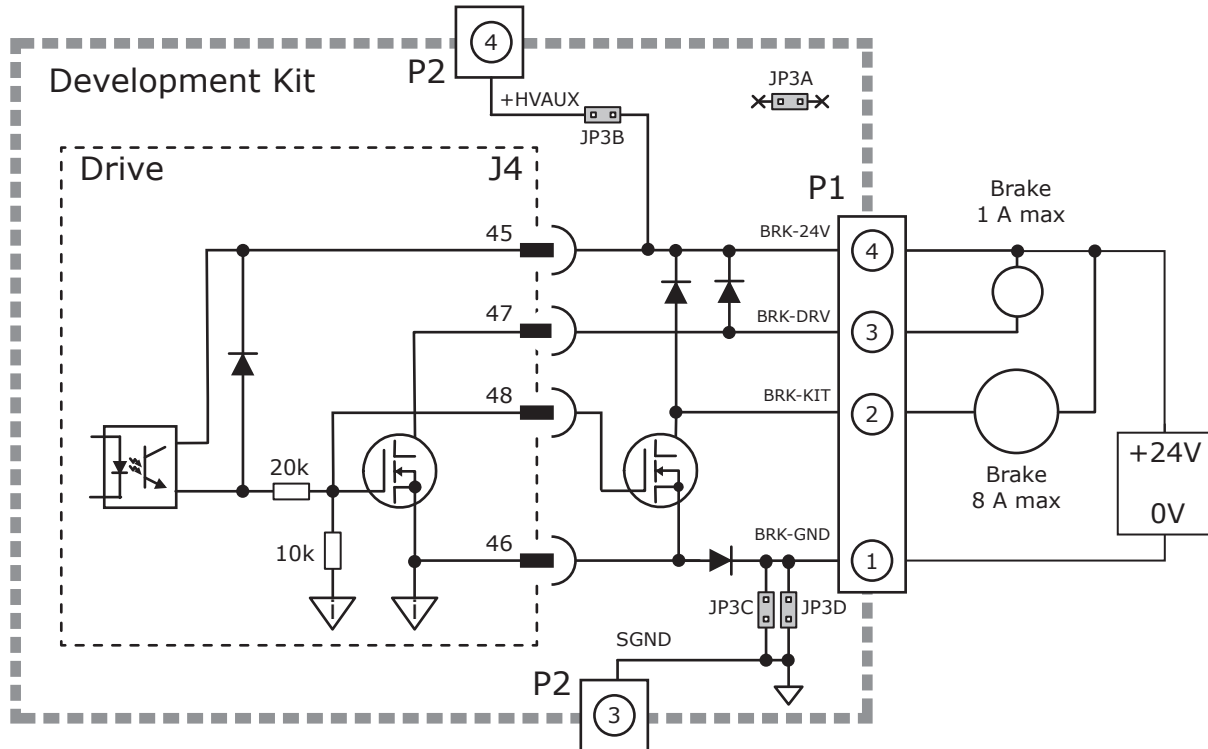 4
P2
Development Kit
+HVAUX
JP3A
JP3B
Drive
J4
P1
Brake
1 A max
45
BRK-24V
4
47
BRK-DRV
3
48
BRK-KIT
2
20k
+24V
Brake
8 A max
0V
10k
46
BRK-GND
1
JP3C
JP3D
SGND
P2
3